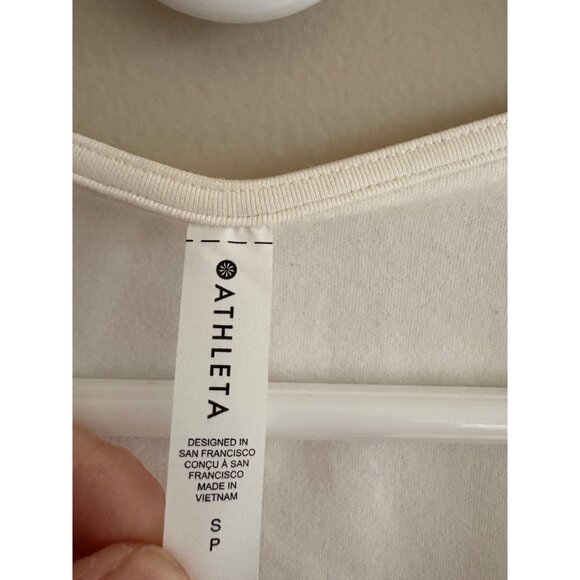 ATHLETA
DESIGNED IN
SAN FRANCISCO
CONÇU À SAN
FRANCISCO
MADE IN
VIETNAM
S
P